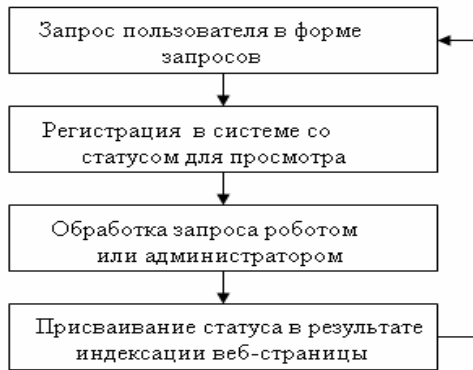 Запрос пользователя в форме
запросов
Регистрация в системе со
статусом для просмотра
Обработка запроса роботом
или администратором
Присваивание статуса в результате
индексации веб-страницы